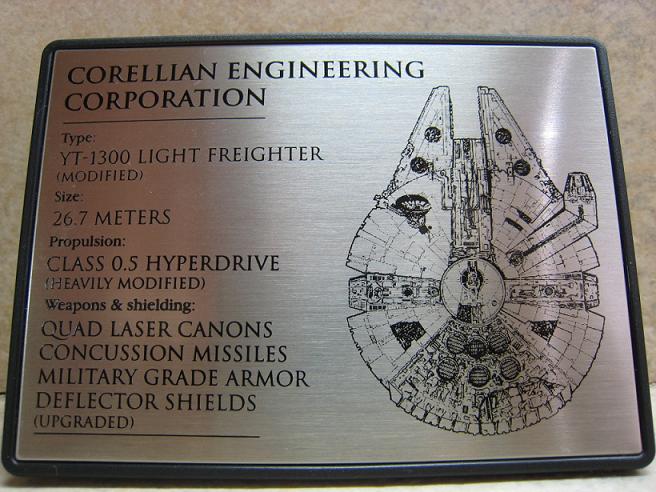 CORELLIAN ENGINEERING
CORPORATION
Type:
YT-1300 LIGHT FREIGHTER
(MODIFIED)
Size:
26.7 METERS
Propulsion:
CLASS 0.5 HYPERDRIVE
(HEAVILY MODIFIED)
Weapons & shielding:
QUAD LASER CANONS
CONCUSSION MISSILES
MILITARY GRADE ARMOR
DEFLECTOR SHIELDS
(UPGRADED)